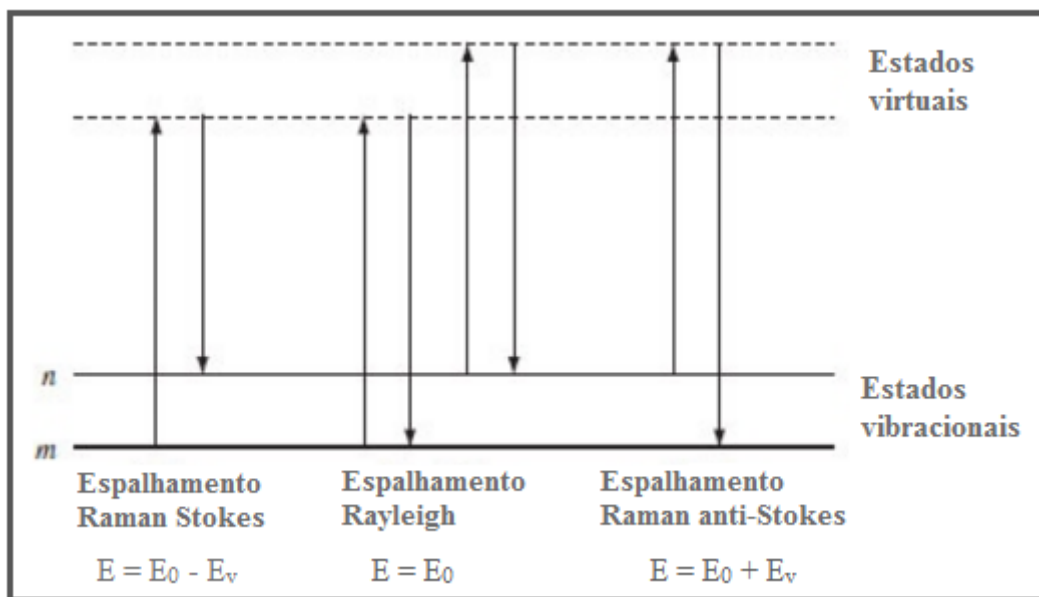 Estados
virtuais
n
Estados
vibracionais
m
Espalhamento
Raman Stokes
E = E₀ - Eᵥ
Espalhamento
Rayleigh
E = E₀
Espalhamento
Raman anti-Stokes
E = E₀ + Eᵥ